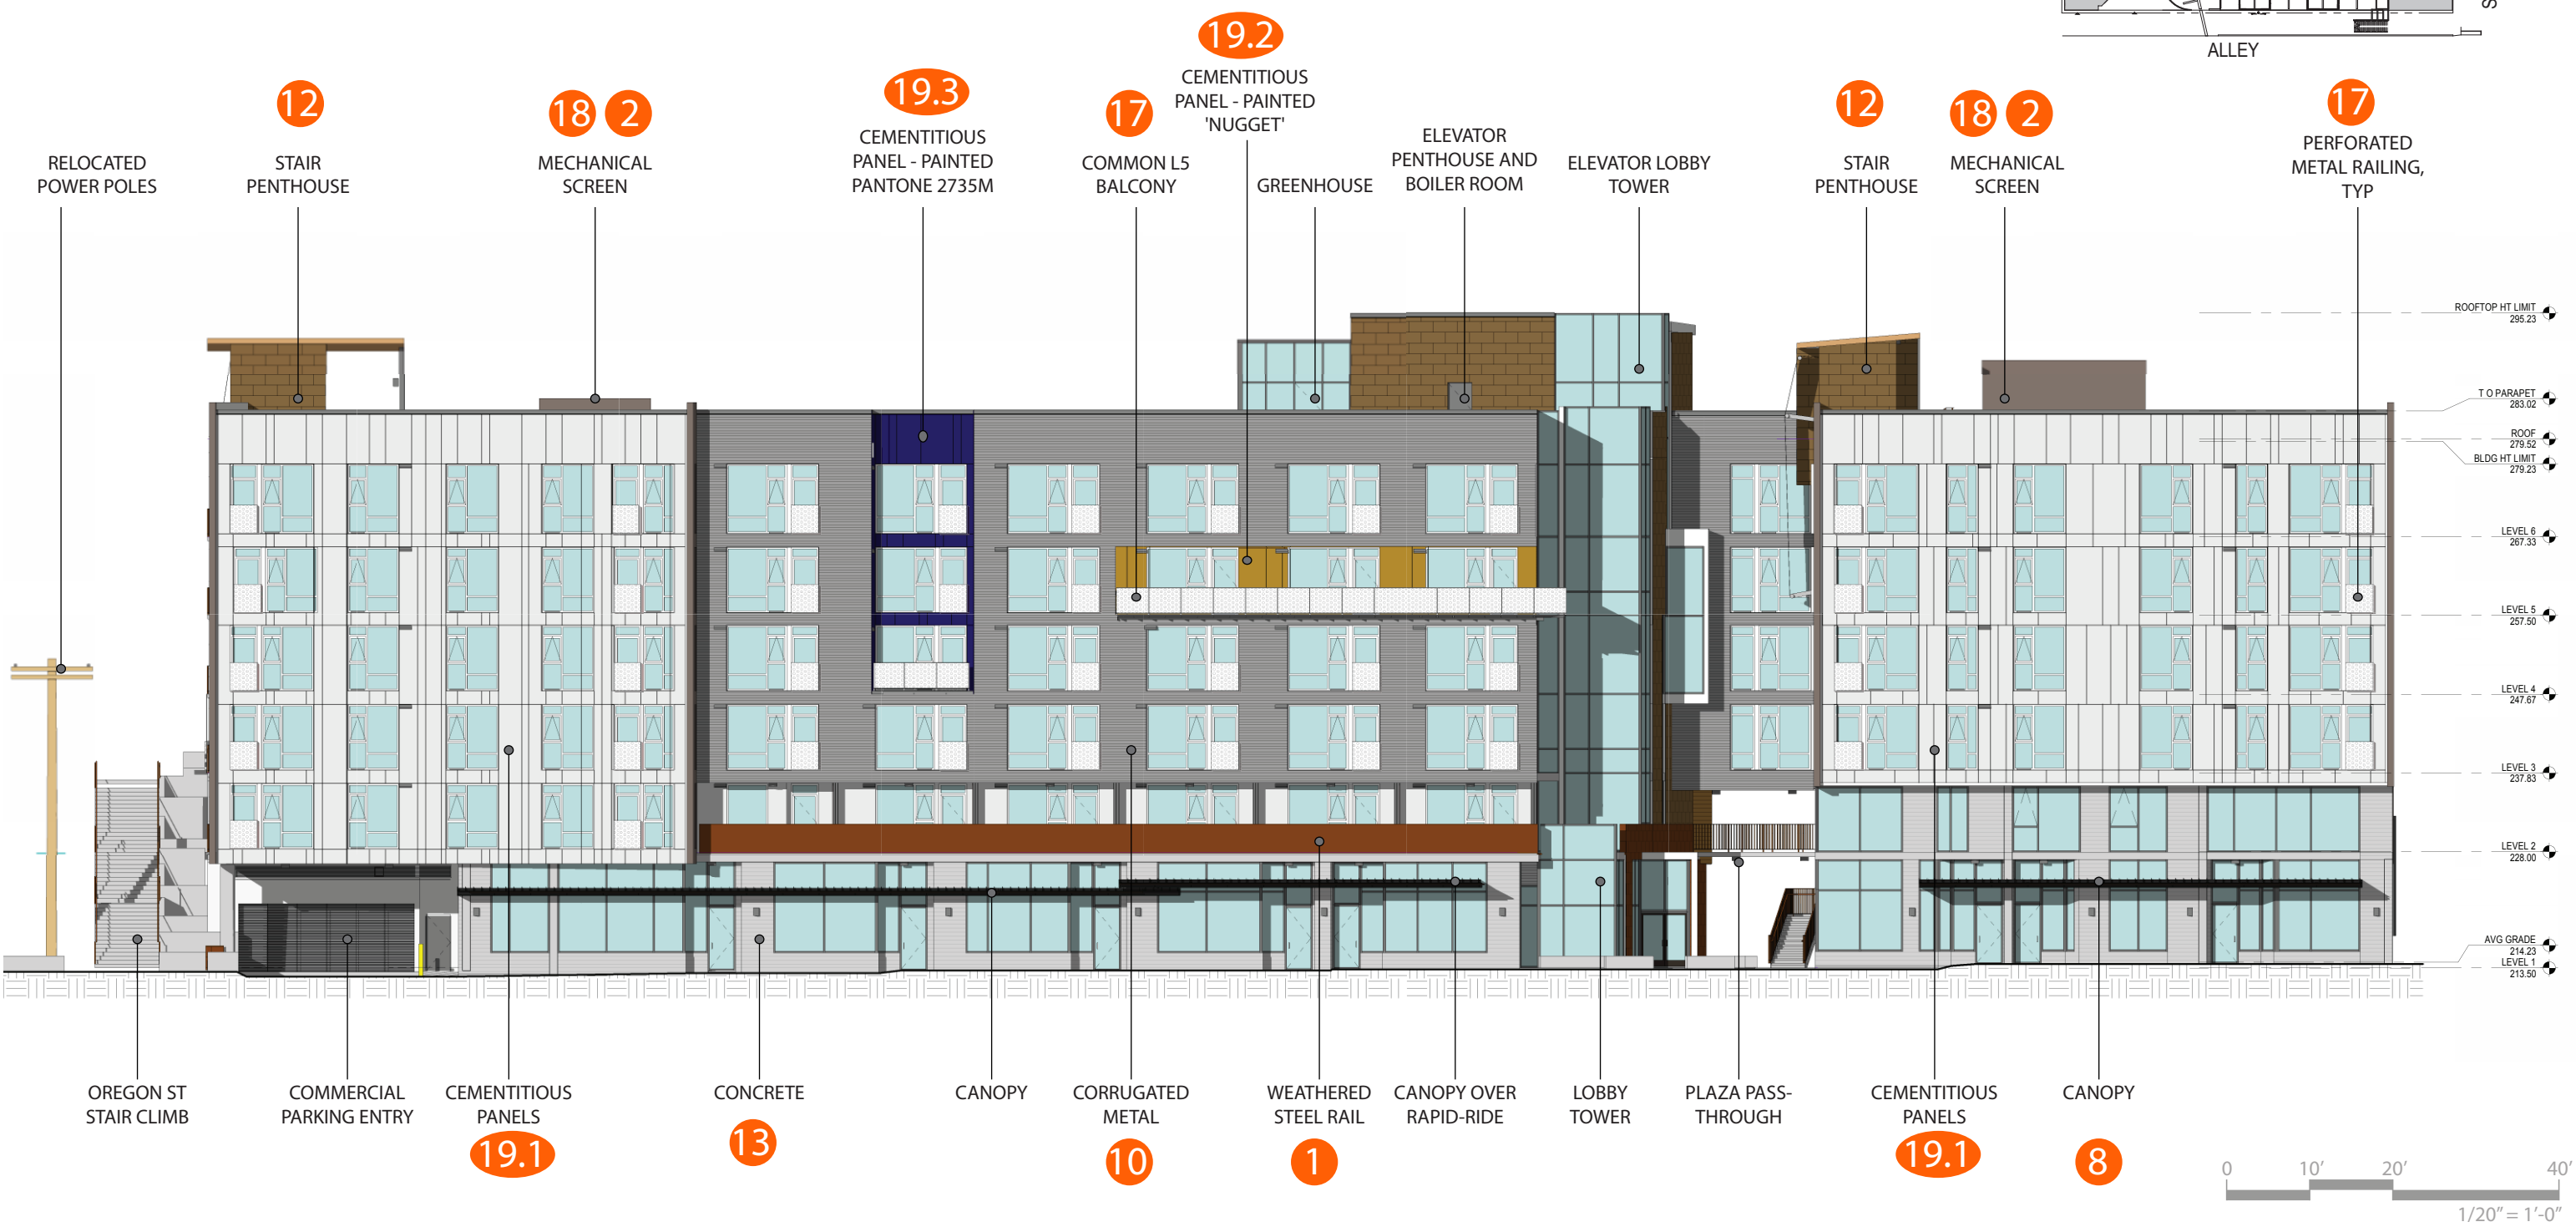 ALLEY
S
12
18
2
19.3
17
19.2
12
18
2
17
RELOCATED
POWER POLES
STAIR
PENTHOUSE
MECHANICAL
SCREEN
CEMENTITIOUS
PANEL - PAINTED
PANTONE 2735M
COMMON L5
BALCONY
CEMENTITIOUS
PANEL - PAINTED
'NUGGET'
GREENHOUSE
ELEVATOR
PENTHOUSE AND
BOILER ROOM
ELEVATOR LOBBY
TOWER
STAIR
PENTHOUSE
MECHANICAL
SCREEN
PERFORATED
METAL RAILING,
TYP
ROOFTOP HT LIMIT
295.23
T O PARAPET
283.02
ROOF
279.52
BLDG HT LIMIT
279.23
LEVEL 6
267.33
LEVEL 5
257.50
LEVEL 4
247.67
LEVEL 3
237.83
LEVEL 2
228.00
AVG GRADE
214.23
LEVEL 1
213.50
OREGON ST
STAIR CLIMB
COMMERCIAL
PARKING ENTRY
CEMENTITIOUS
PANELS
19.1
CONCRETE
13
CANOPY
CORRUGATED
METAL
10
WEATHERED
STEEL RAIL
1
CANOPY OVER
RAPID-RIDE
LOBBY
TOWER
PLAZA PASS-
THROUGH
CEMENTITIOUS
PANELS
19.1
CANOPY
8
0 10' 20' 40'
1/20" = 1'-0"